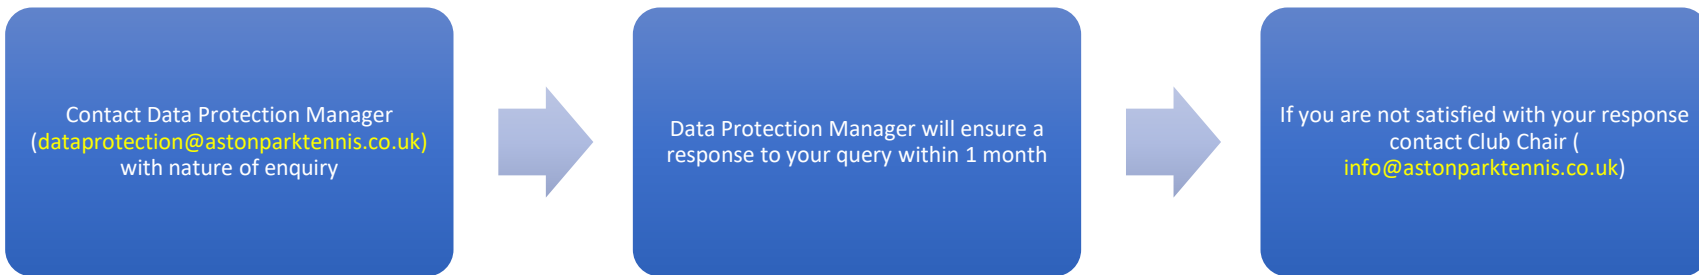 Contact Data Protection Manager
(dataprotection@astonparktennis.co.uk)
with nature of enquiry
Data Protection Manager will ensure a
response to your query within 1 month
If you are not satisfied with your response
contact Club Chair (
info@astonparktennis.co.uk)